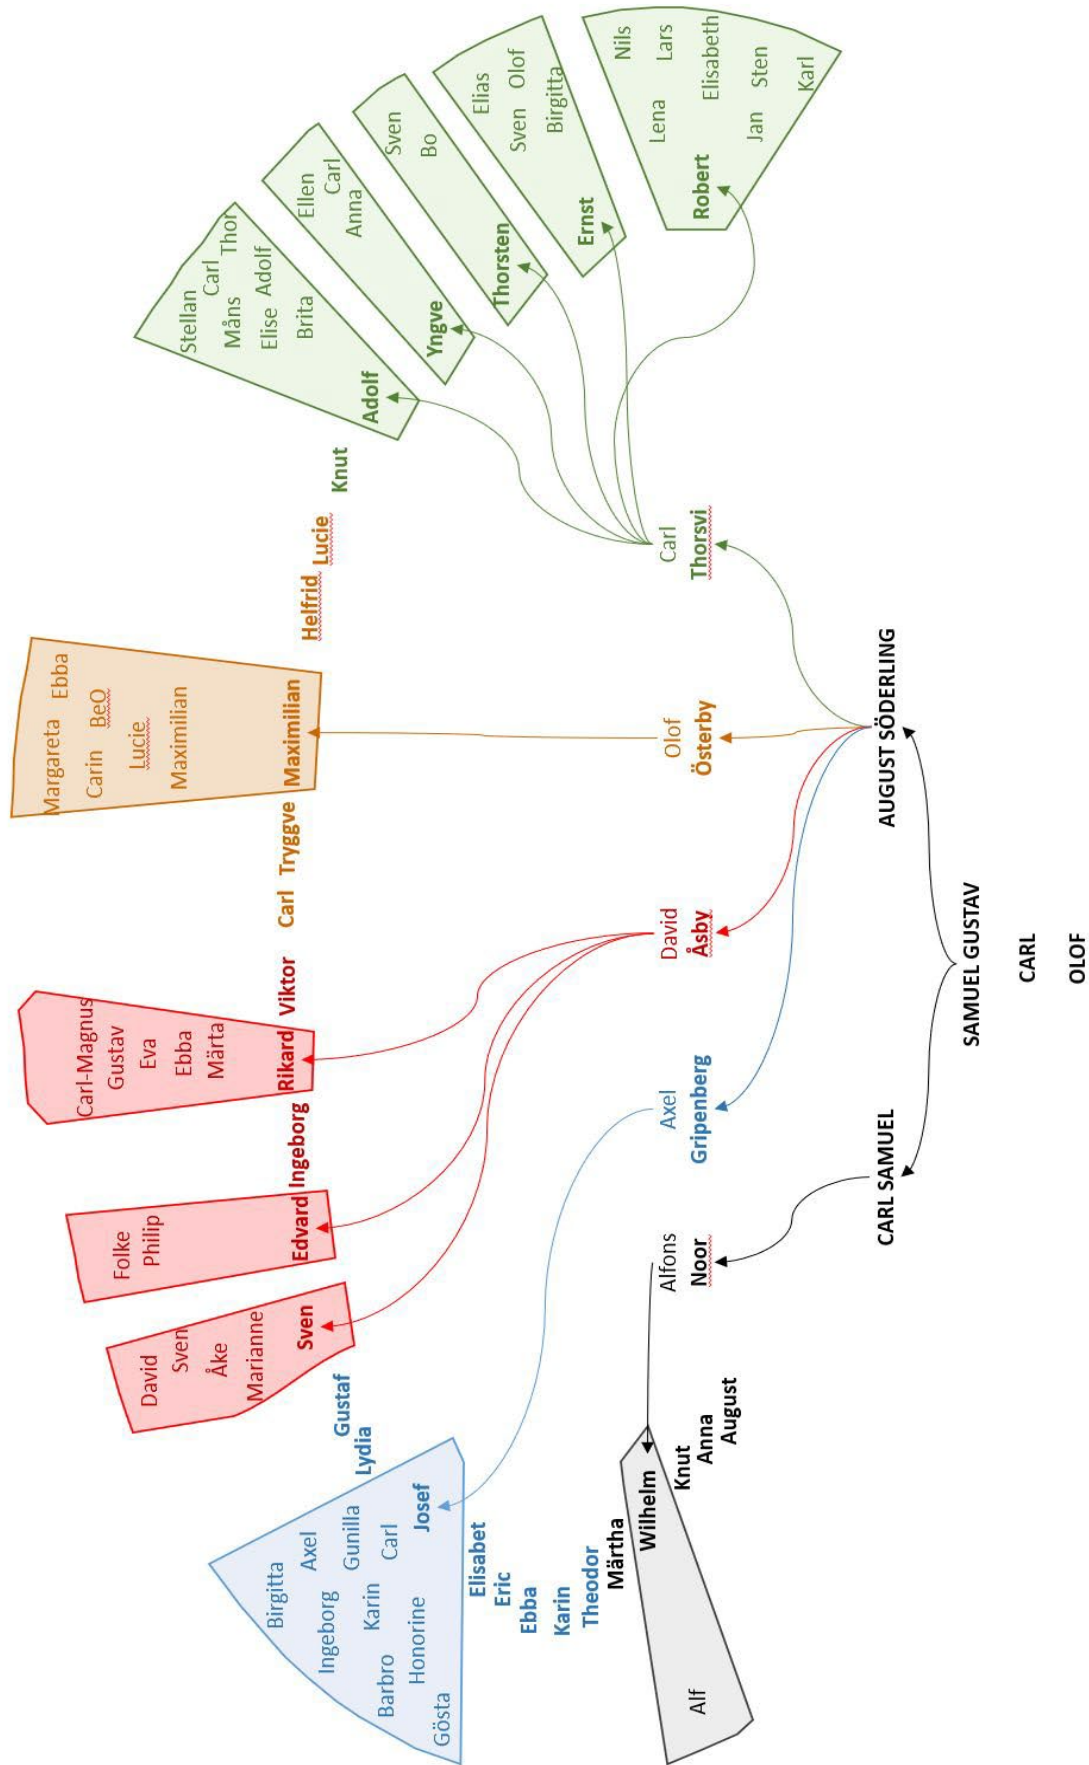 David
Sven
Åke
Marianne
Sven
Folke
Philip
Edvard
Ingeborg
Carl-Magnus
Gustav
Eva
Ebba
Märta
Rikard
Viktor
Carl
Tryggve
Margareta
Ebba
Carin
BeO
Lucie
Maximilian
Maximilian
Helfrid
Lucie
Knut
Stellan
Carl
Thor
Måns
Elise
Adolf
Brita
Adolf
Ellen
Carl
Anna
Yngve
Sven
Bo
Thorsten
Elias
Sven
Olof
Birgitta
Ernst
Nils
Lars
Lena
Elisabeth
Jan
Sten
Karl
Robert
Gustaf
Lydia
Birgitta
Axel
Ingeborg
Gunilla
Karin
Carl
Barbro
Honorine
Gösta
Josef
Elisabet
Eric
Ebba
Karin
Theodor
Märtha
Wilhelm
Alf
Knut
Anna
August
Alfons
Noor
Axel
Gripenberg
David
Åsby
Olof
Österby
Carl
Thorsvi
CARL SAMUEL
AUGUST SÖDERLING
SAMUEL GUSTAV
CARL
OLOF